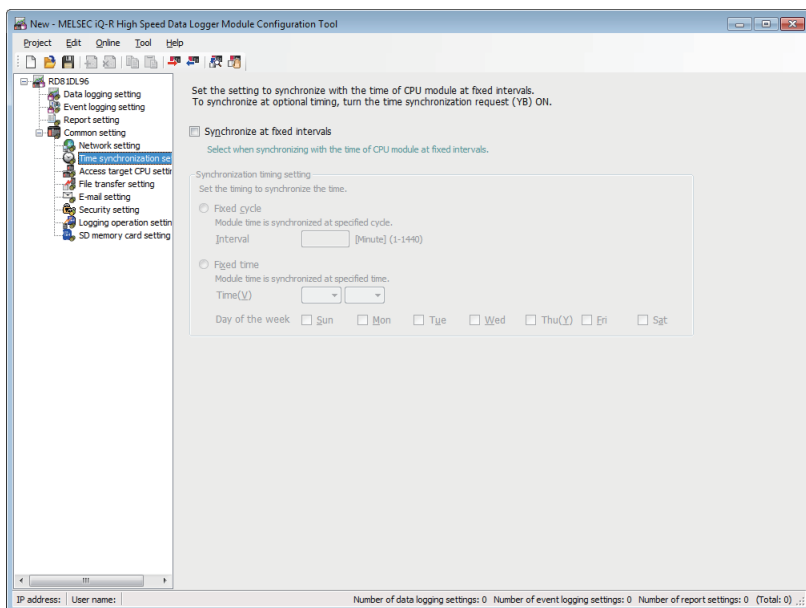 New - MELSEC iQ-R High Speed Data Logger Module Configuration Tool
Project Edit Online Tool Help
RD81DL96
Data logging setting
Event logging setting
Report setting
Common setting
Network setting
Time synchronization se
Access target CPU settin
File transfer setting
E-mail setting
Security setting
Logging operation settin
SD memory card setting
Set the setting to synchronize with the time of CPU module at fixed intervals.
To synchronize at optional timing, turn the time synchronization request (YB) ON.
Synchronize at fixed intervals
Select when synchronizing with the time of CPU module at fixed intervals.
Synchronization timing setting
Set the timing to synchronize the time.
Fixed cycle
Module time is synchronized at specified cycle.
Interval [Minute] (1-1440)
Fixed time
Module time is synchronized at specified time.
Time(V)
Day of the week Sun Mon Tue Wed Thu(Y) Fri Sat
IP address: User name: Number of data logging settings: 0 Number of event logging settings: 0 Number of report settings: 0 (Total: 0)